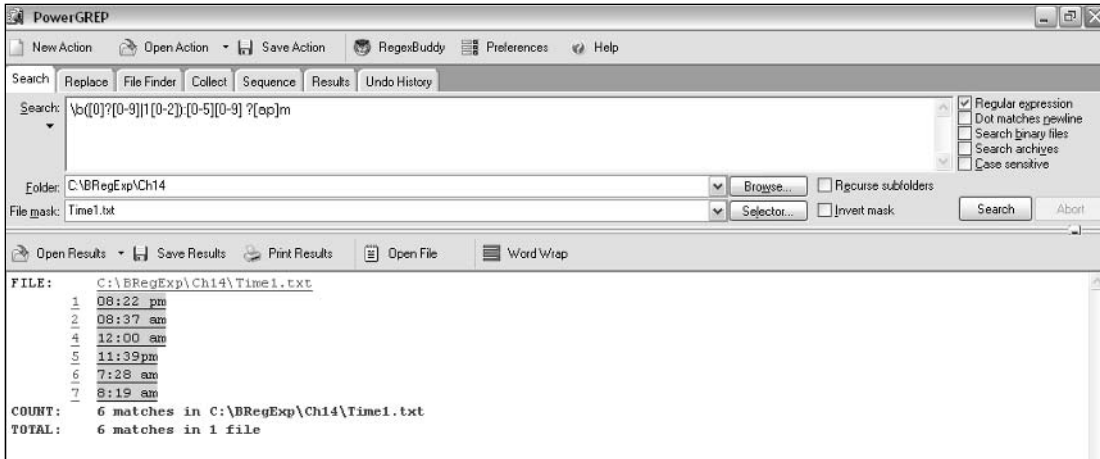 PowerGREP
New Action Open Action Save Action RegexBuddy Preferences Help
Search Replace File Finder Collect Sequence Results Undo History
Search: \b([0]?[0-9]|1[0-2]):[0-5][0-9] ?[ap]m
Regular expression
Dot matches newline
Search binary files
Search archives
Case sensitive
Folder: C:\BRegExp\Ch14 Browse... Recurse subfolders
File mask: Time1.txt Selector... Invert mask Search Abort
Open Results Save Results Print Results Open File Word Wrap
FILE: C:\BRegExp\Ch14\Time1.txt
1 08:22 pm
2 08:37 am
4 12:00 am
5 11:39pm
6 7:28 am
7 8:19 am
COUNT: 6 matches in C:\BRegExp\Ch14\Time1.txt
TOTAL: 6 matches in 1 file